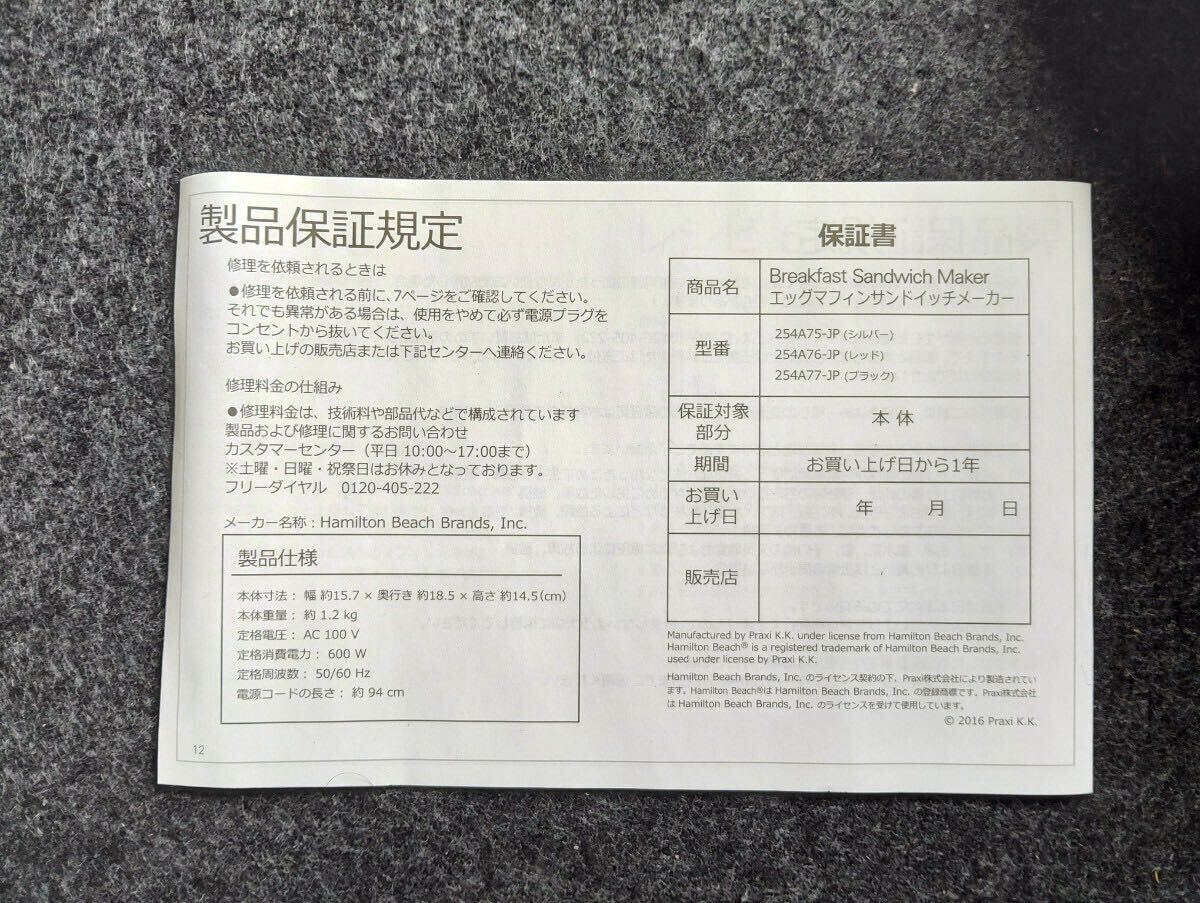 製品保証規定
修理を依頼されるときは
●修理を依頼される前に、7ページをご確認してください。
それでも異常がある場合は、使用をやめて必ず電源プラグを
コンセントから抜いてください。
お買い上げの販売店または下記センターへ連絡ください。
修理料金の仕組み
●修理料金は、技術料や部品代などで構成されています
製品および修理に関するお問い合わせ
カスタマーセンター（平日 10:00～17:00まで）
※土曜・日曜・祝祭日はお休みとなっております。
フリーダイヤル 0120-405-222
メーカー名称：Hamilton Beach Brands, Inc.
製品仕様
本体寸法： 幅 約15.7 × 奥行き 約18.5 × 高さ 約14.5（cm）
本体重量： 約 1.2 kg
定格電圧： AC 100 V
定格消費電力： 600 W
定格周波数： 50/60 Hz
電源コードの長さ： 約 94 cm
12
保証書
商品名 Breakfast Sandwich Maker
エッグマフィンサンドイッチメーカー
型番 254A75-JP (シルバー)
254A76-JP (レッド)
254A77-JP (ブラック)
保証対象
部分 本 体
期間 お買い上げ日から1年
お買い
上げ日 年 月 日
販売店
Manufactured by Praxi K.K. under license from Hamilton Beach Brands, Inc.
Hamilton Beach® is a registered trademark of Hamilton Beach Brands, Inc.
used under license by Praxi K.K.
Hamilton Beach Brands, Inc. のライセンス契約の下、Praxi株式会社により製造されてい
ます。Hamilton Beach®は Hamilton Beach Brands, Inc. の登録商標です。Praxi株式会社
は Hamilton Beach Brands, Inc. のライセンスを受けて使用しています。
© 2016 Praxi K.K.